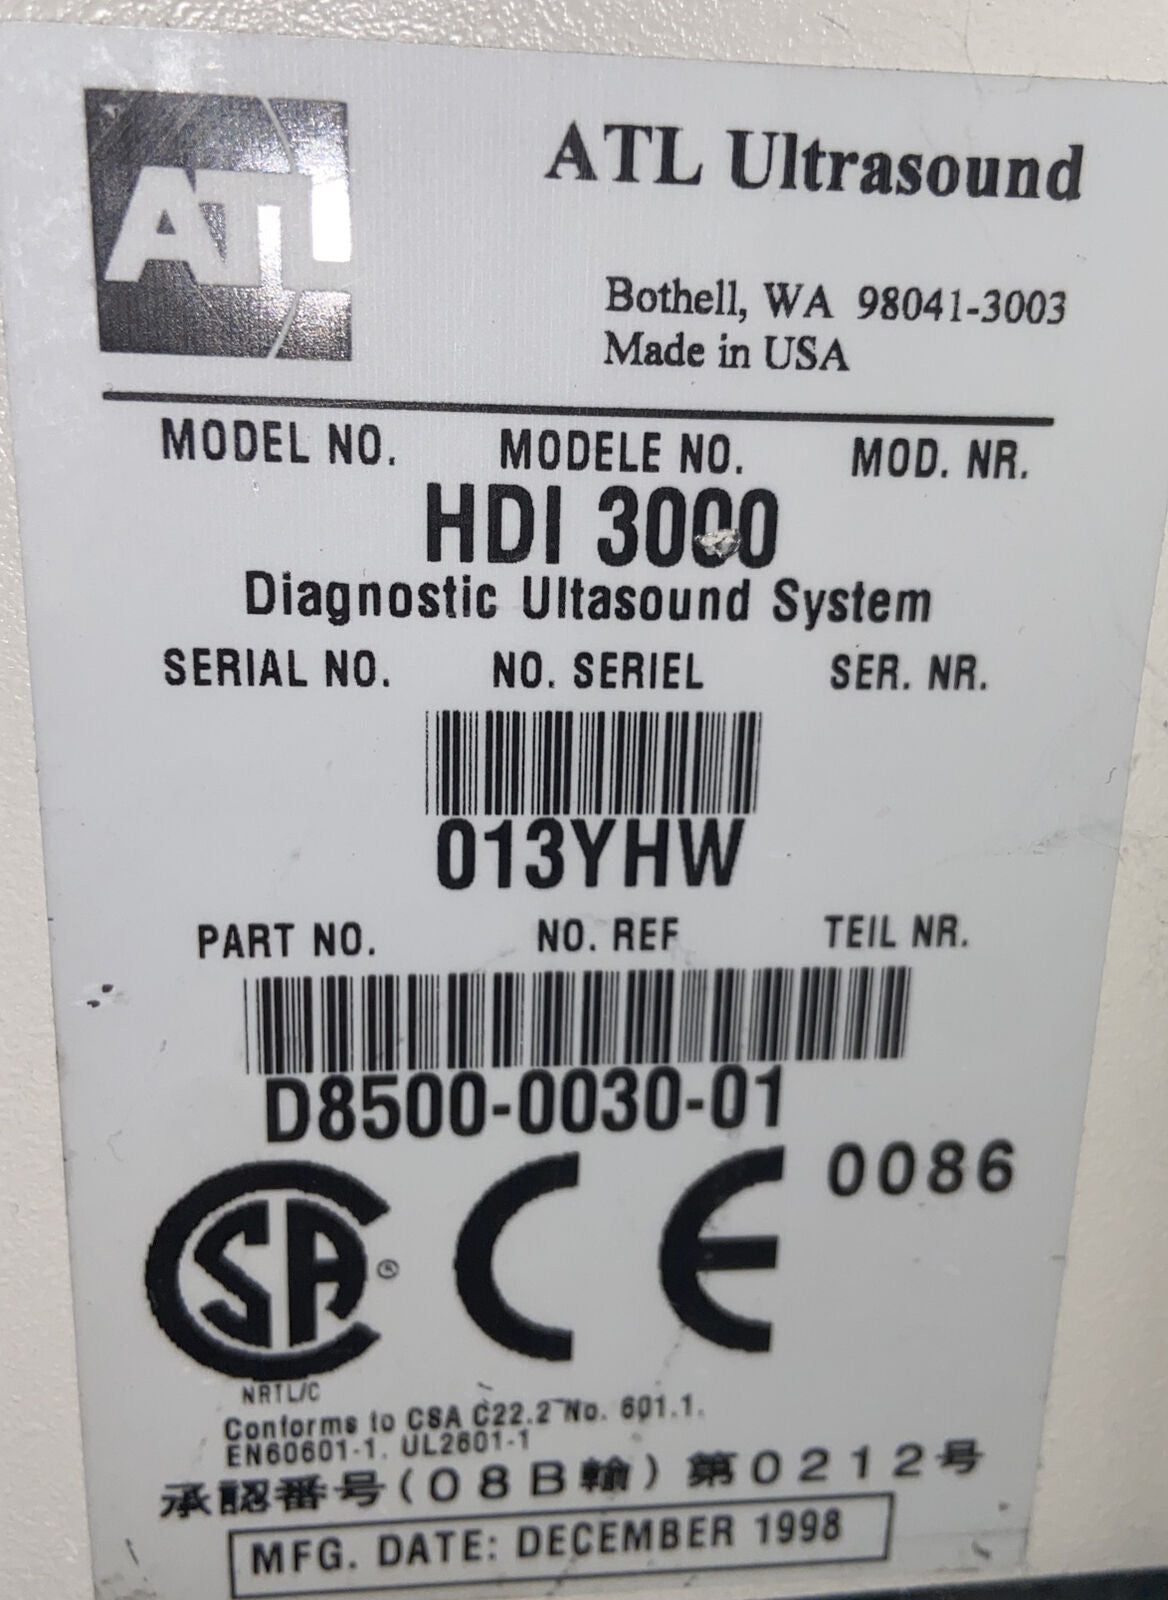 ATL
ATL Ultrasound
Bothell, WA 98041-3003
Made in USA
MODEL NO. MODELE NO. MOD. NR.
HDI 3000
Diagnostic Ultasound System
SERIAL NO. NO. SERIEL SER. NR.
013YHW
PART NO. NO. REF TEIL NR.
D8500-0030-01
CSA ® CE 0086
NRTL/C
Conforms to CSA C22.2 No. 601.1.
EN60601-1. UL2601-1
承認番号(08B輸)第0212号
MFG. DATE: DECEMBER 1998